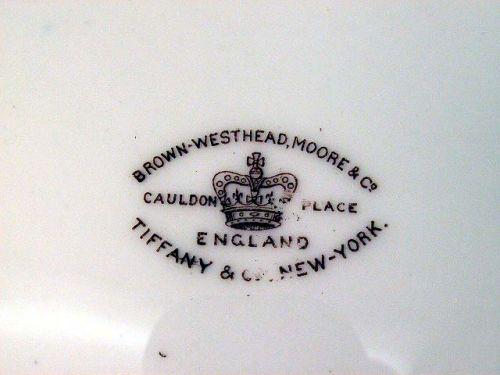 BROWN-WESTHEAD, MOORE & Co
CAULDON PLACE
ENGLAND
TIFFANY & NEW-YORK.